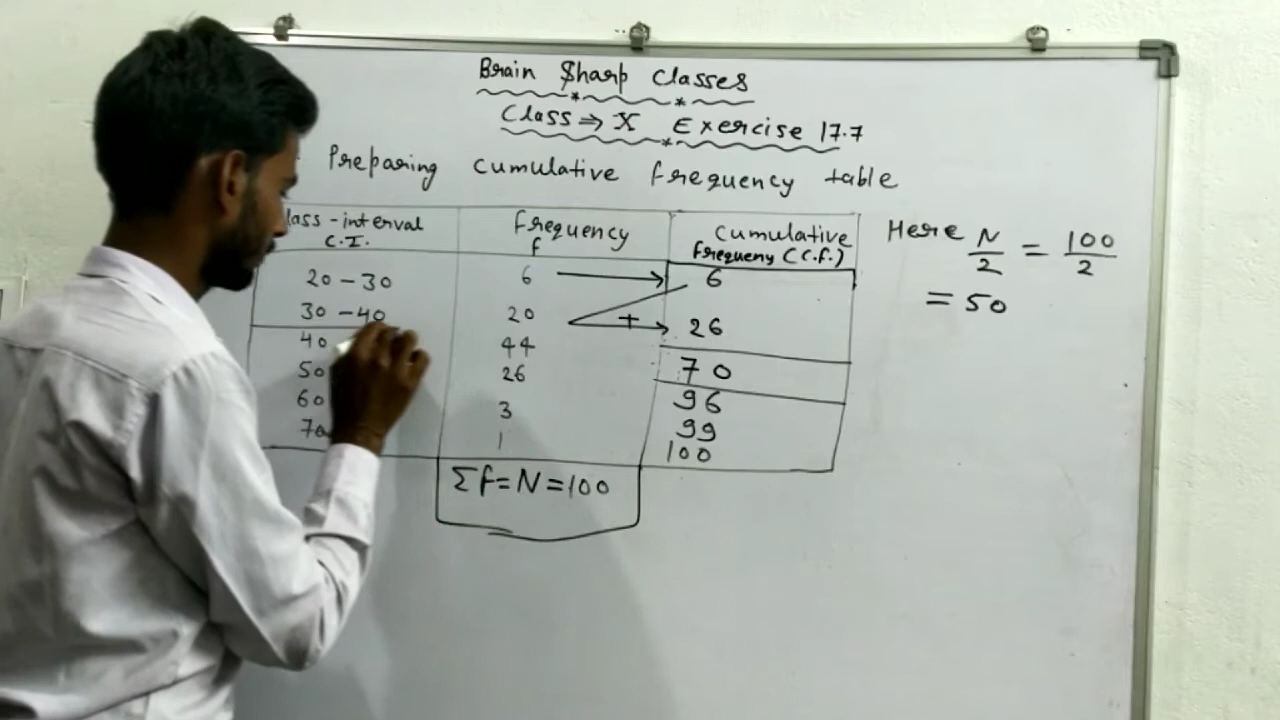 Brain Sharp Classes
Class ⇒ X Exercise 17.7
Preparing cumulative frequency table
lass-interval C.I. Frequency f Cumulative frequeny (C.f.)
20 - 30 6 6
30 - 40 20 + 26
40 44 70
50 26 96
60 3 99
70 1 100
Σf = N = 100
Here N/2 = 100/2
= 50